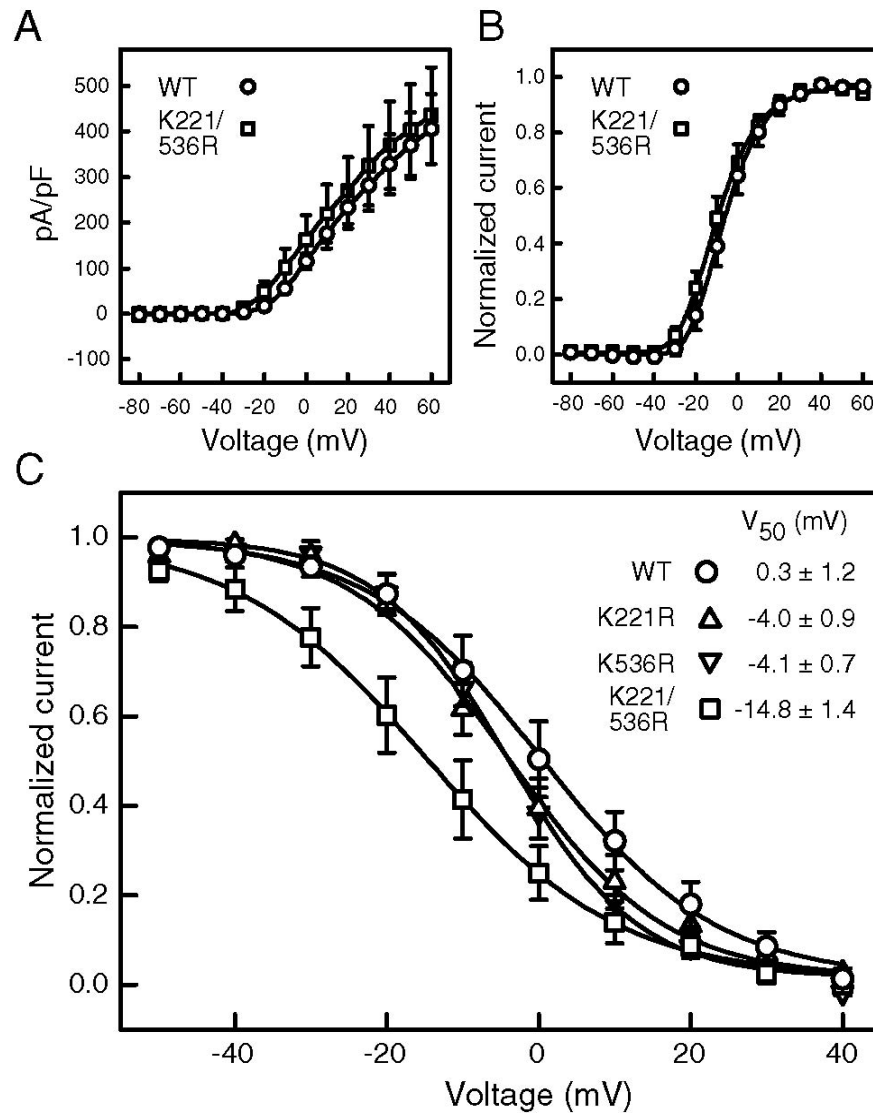 A
WT
K221/
536R
pA/pF
500
400
300
200
100
0
-100
-80 -60 -40 -20 0 20 40 60
Voltage (mV)
B
WT
K221/
536R
Normalized current
1.0
0.8
0.6
0.4
0.2
0.0
-80 -60 -40 -20 0 20 40 60
Voltage (mV)
C
V50 (mV)
WT 0.3 ± 1.2
K221R -4.0 ± 0.9
K536R -4.1 ± 0.7
K221/
536R -14.8 ± 1.4
Normalized current
1.0
0.8
0.6
0.4
0.2
0.0
-40 -20 0 20 40
Voltage (mV)